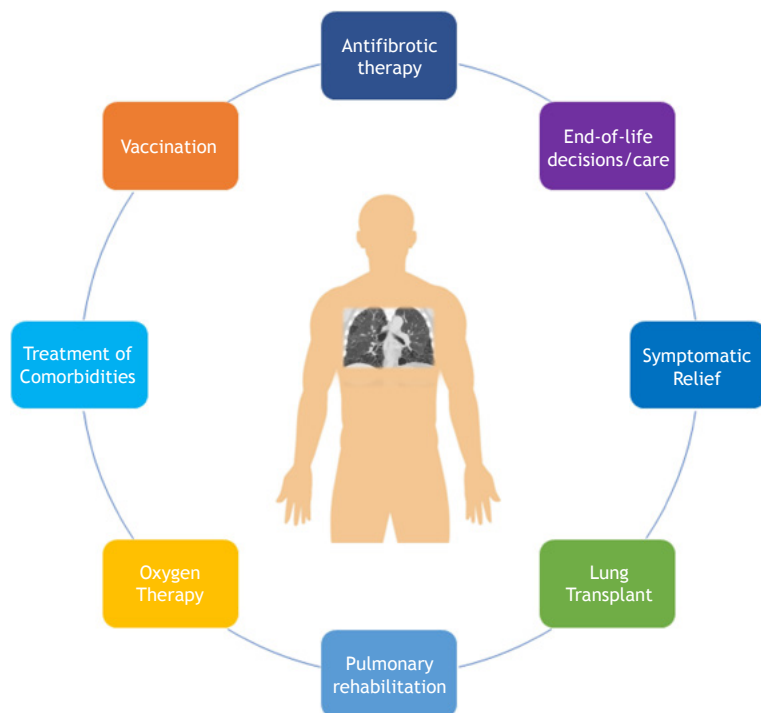 Antifibrotic
therapy
End-of-life
decisions/care
Symptomatic
Relief
Lung
Transplant
Pulmonary
rehabilitation
Oxygen
Therapy
Treatment of
Comorbidities
Vaccination